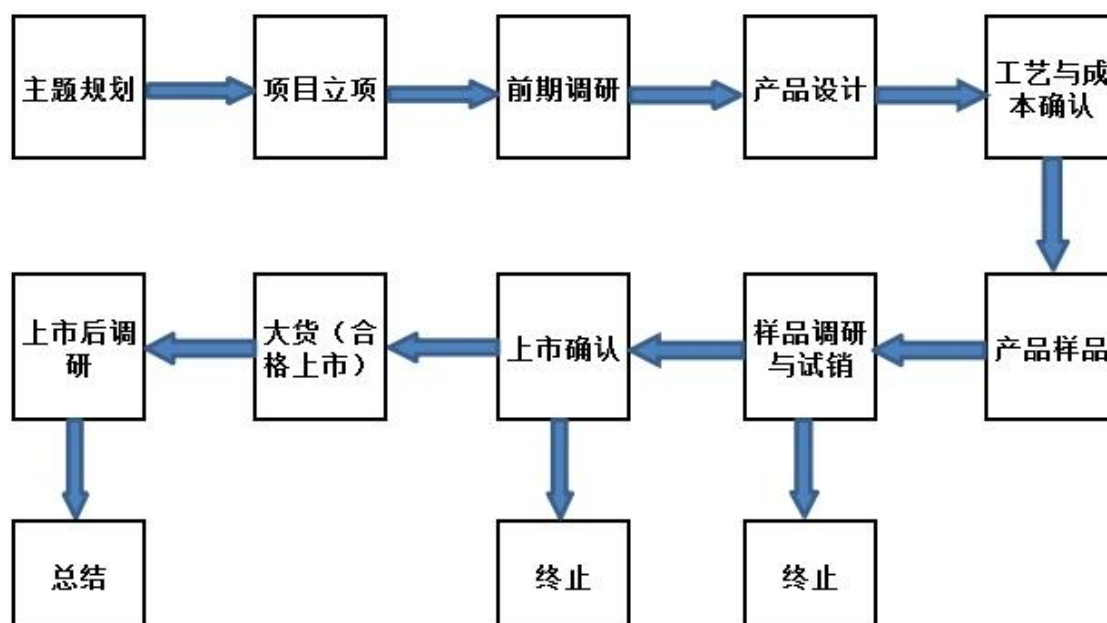 主题规划
项目立项
前期调研
产品设计
工艺与成
本确认
上市后调
研
大货（合
格上市）
上市确认
样品调研
与试销
产品样品
总结
终止
终止